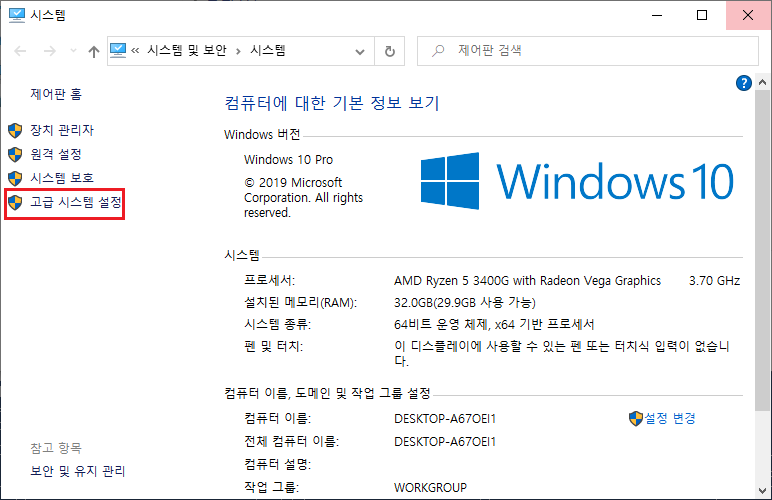 시스템
« 시스템 및 보안 › 시스템
제어판 검색
제어판 홈
장치 관리자
원격 설정
시스템 보호
고급 시스템 설정
참고 항목
보안 및 유지 관리
컴퓨터에 대한 기본 정보 보기
Windows 버전
Windows 10 Pro
© 2019 Microsoft
Corporation. All rights
reserved.
Windows 10
시스템
프로세서: AMD Ryzen 5 3400G with Radeon Vega Graphics 3.70 GHz
설치된 메모리(RAM): 32.0GB(29.9GB 사용 가능)
시스템 종류: 64비트 운영 체제, x64 기반 프로세서
펜 및 터치: 이 디스플레이에 사용할 수 있는 펜 또는 터치식 입력이 없습니
다.
컴퓨터 이름, 도메인 및 작업 그룹 설정
컴퓨터 이름: DESKTOP-A67OEI1 설정 변경
전체 컴퓨터 이름: DESKTOP-A67OEI1
컴퓨터 설명:
작업 그룹: WORKGROUP